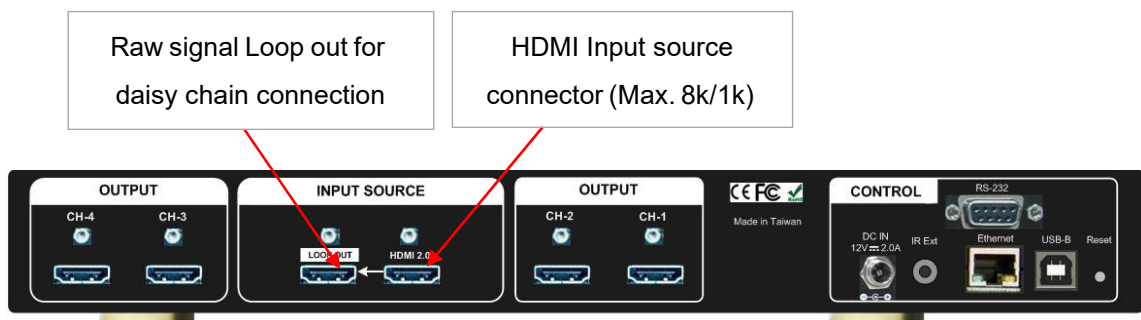 Raw signal Loop out for
daisy chain connection
HDMI Input source
connector (Max. 8k/1k)
OUTPUT
CH-4
CH-3
INPUT SOURCE
LOOP OUT
HDMI 2.0
OUTPUT
CH-2
CH-1
CE FC RoHS
Made in Taiwan
CONTROL
RS-232
DC IN
12V⎓2.0A
IR Ext
Ethernet
USB-B
Reset